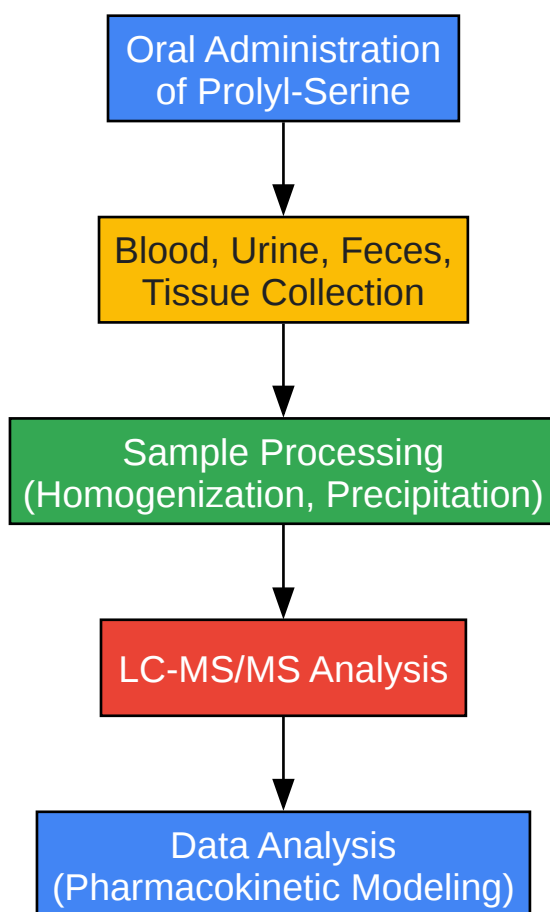 Oral Administration
of Prolyl-Serine
Blood, Urine, Feces,
Tissue Collection
Sample Processing
(Homogenization, Precipitation)
LC-MS/MS Analysis
Data Analysis
(Pharmacokinetic Modeling)